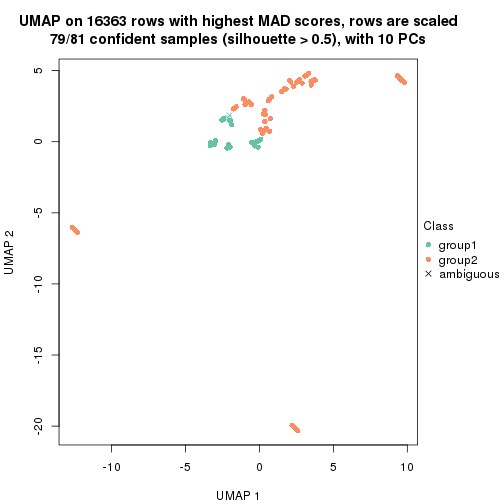 UMAP on 16363 rows with highest MAD scores, rows are scaled
79/81 confident samples (silhouette > 0.5), with 10 PCs
5
0
-5
-10
-15
-20
UMAP 2
-10
-5
0
5
10
UMAP 1
Class
group1
group2
ambiguous